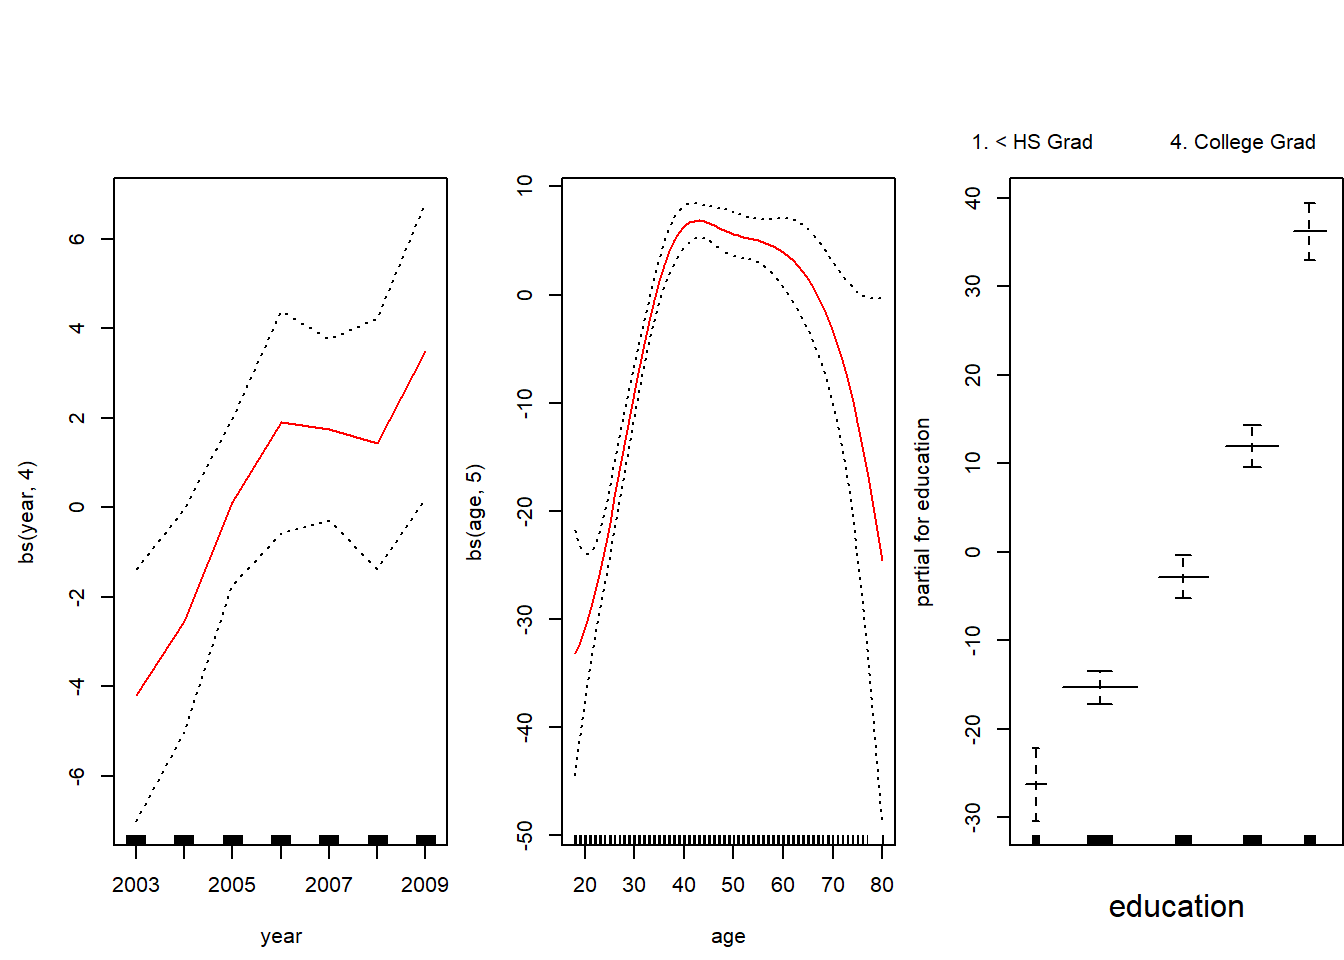 bs(year, 4)
6
4
2
0
-2
-4
-6
2003 2005 2007 2009
year
bs(age, 5)
10
0
-10
-20
-30
-40
-50
20 30 40 50 60 70 80
age
1. < HS Grad 4. College Grad
partial for education
40
30
20
10
0
-10
-20
-30
education